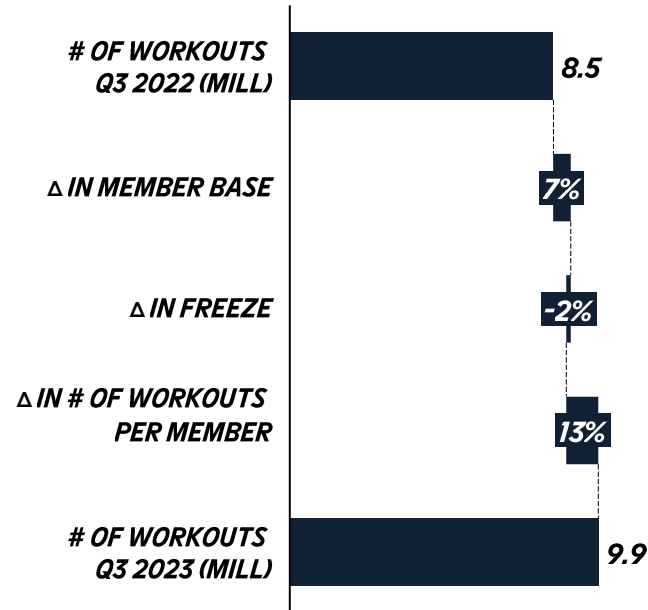 # OF WORKOUTS
Q3 2022 (MILL)
8.5
Δ IN MEMBER BASE
7%
Δ IN FREEZE
-2%
Δ IN # OF WORKOUTS
PER MEMBER
13%
# OF WORKOUTS
Q3 2023 (MILL)
9.9